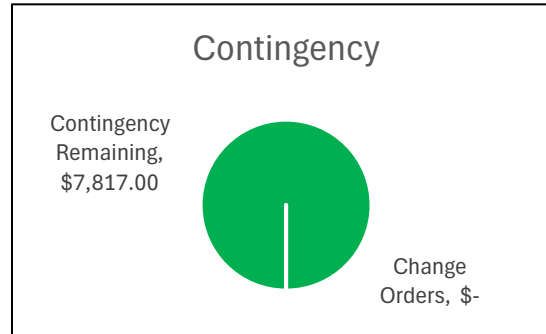 Contingency
Contingency
Remaining,
$7,817.00
Change
Orders, $-